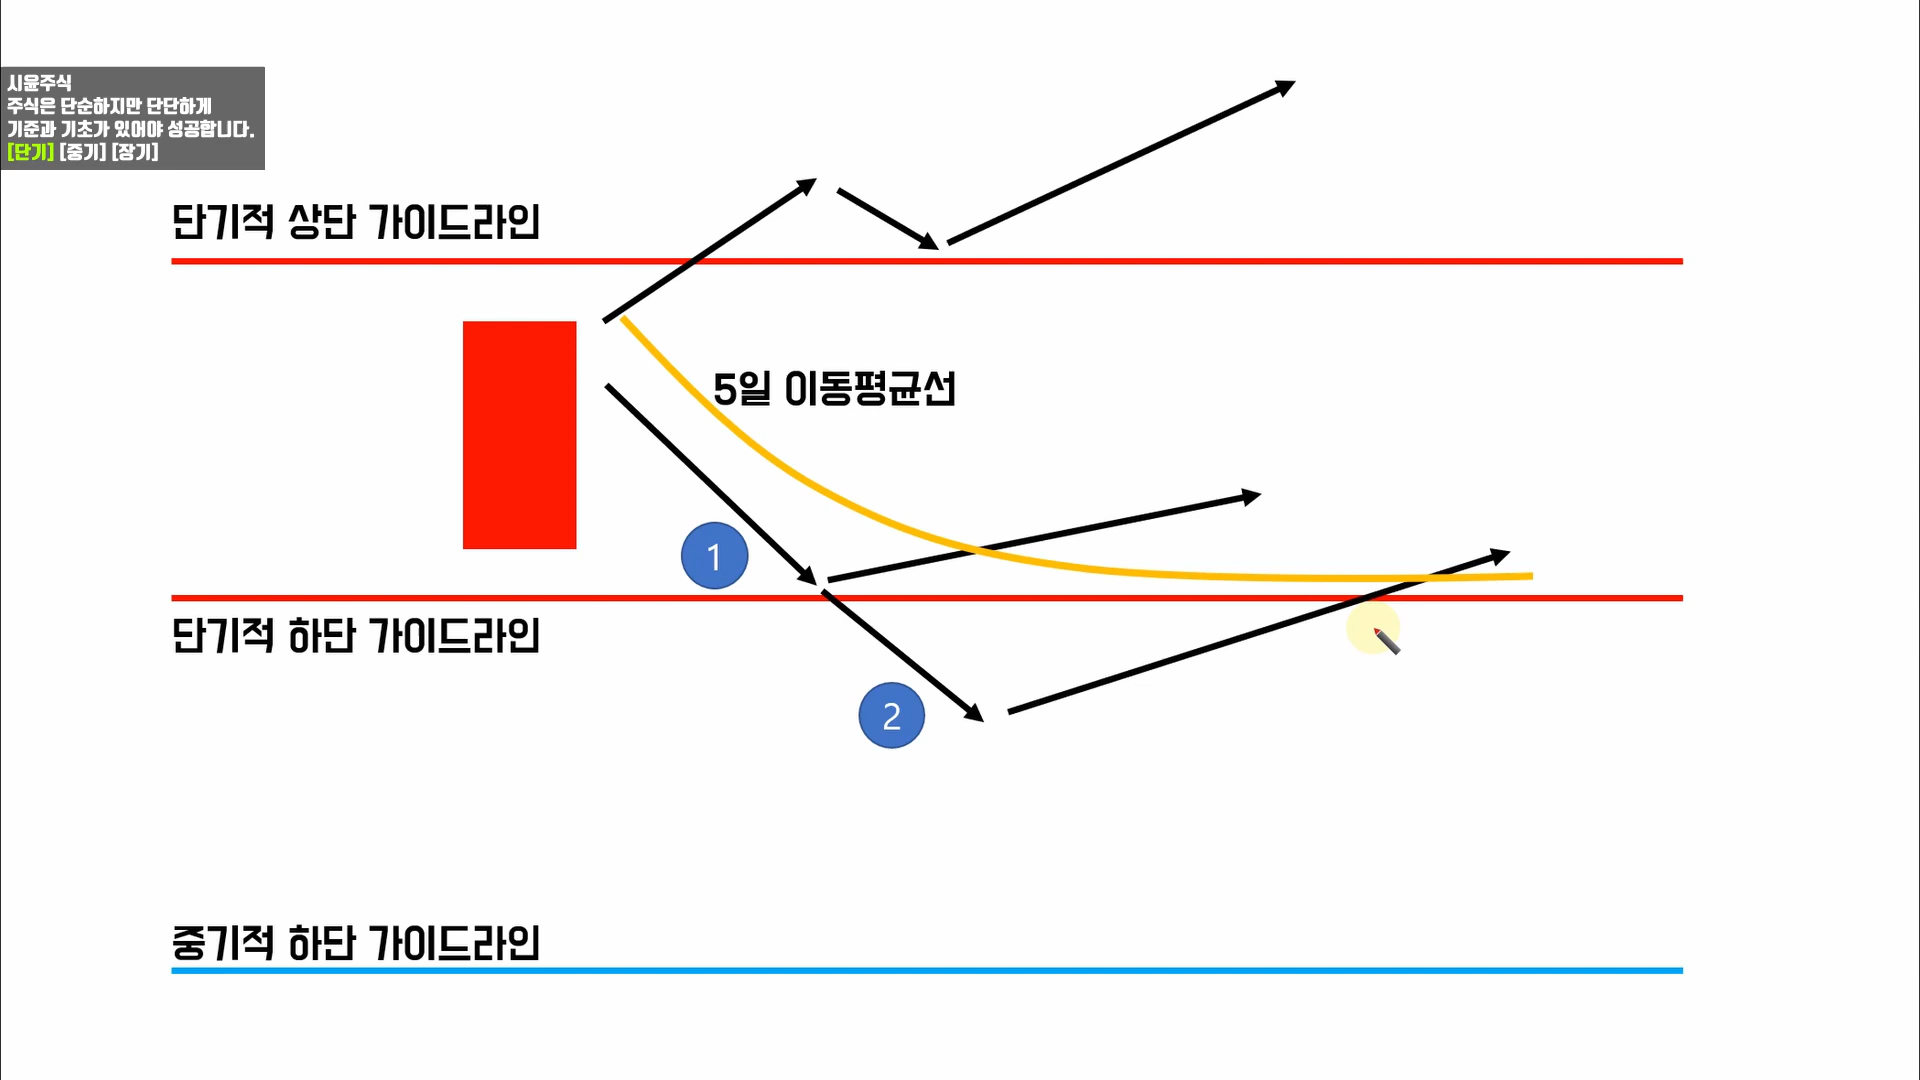 시윤주식
주식은 단순하지만 단단하게
기준과 기초가 있어야 성공합니다.
[단기] [중기] [장기]
단기적 상단 가이드라인
5일 이동평균선
1
단기적 하단 가이드라인
2
중기적 하단 가이드라인